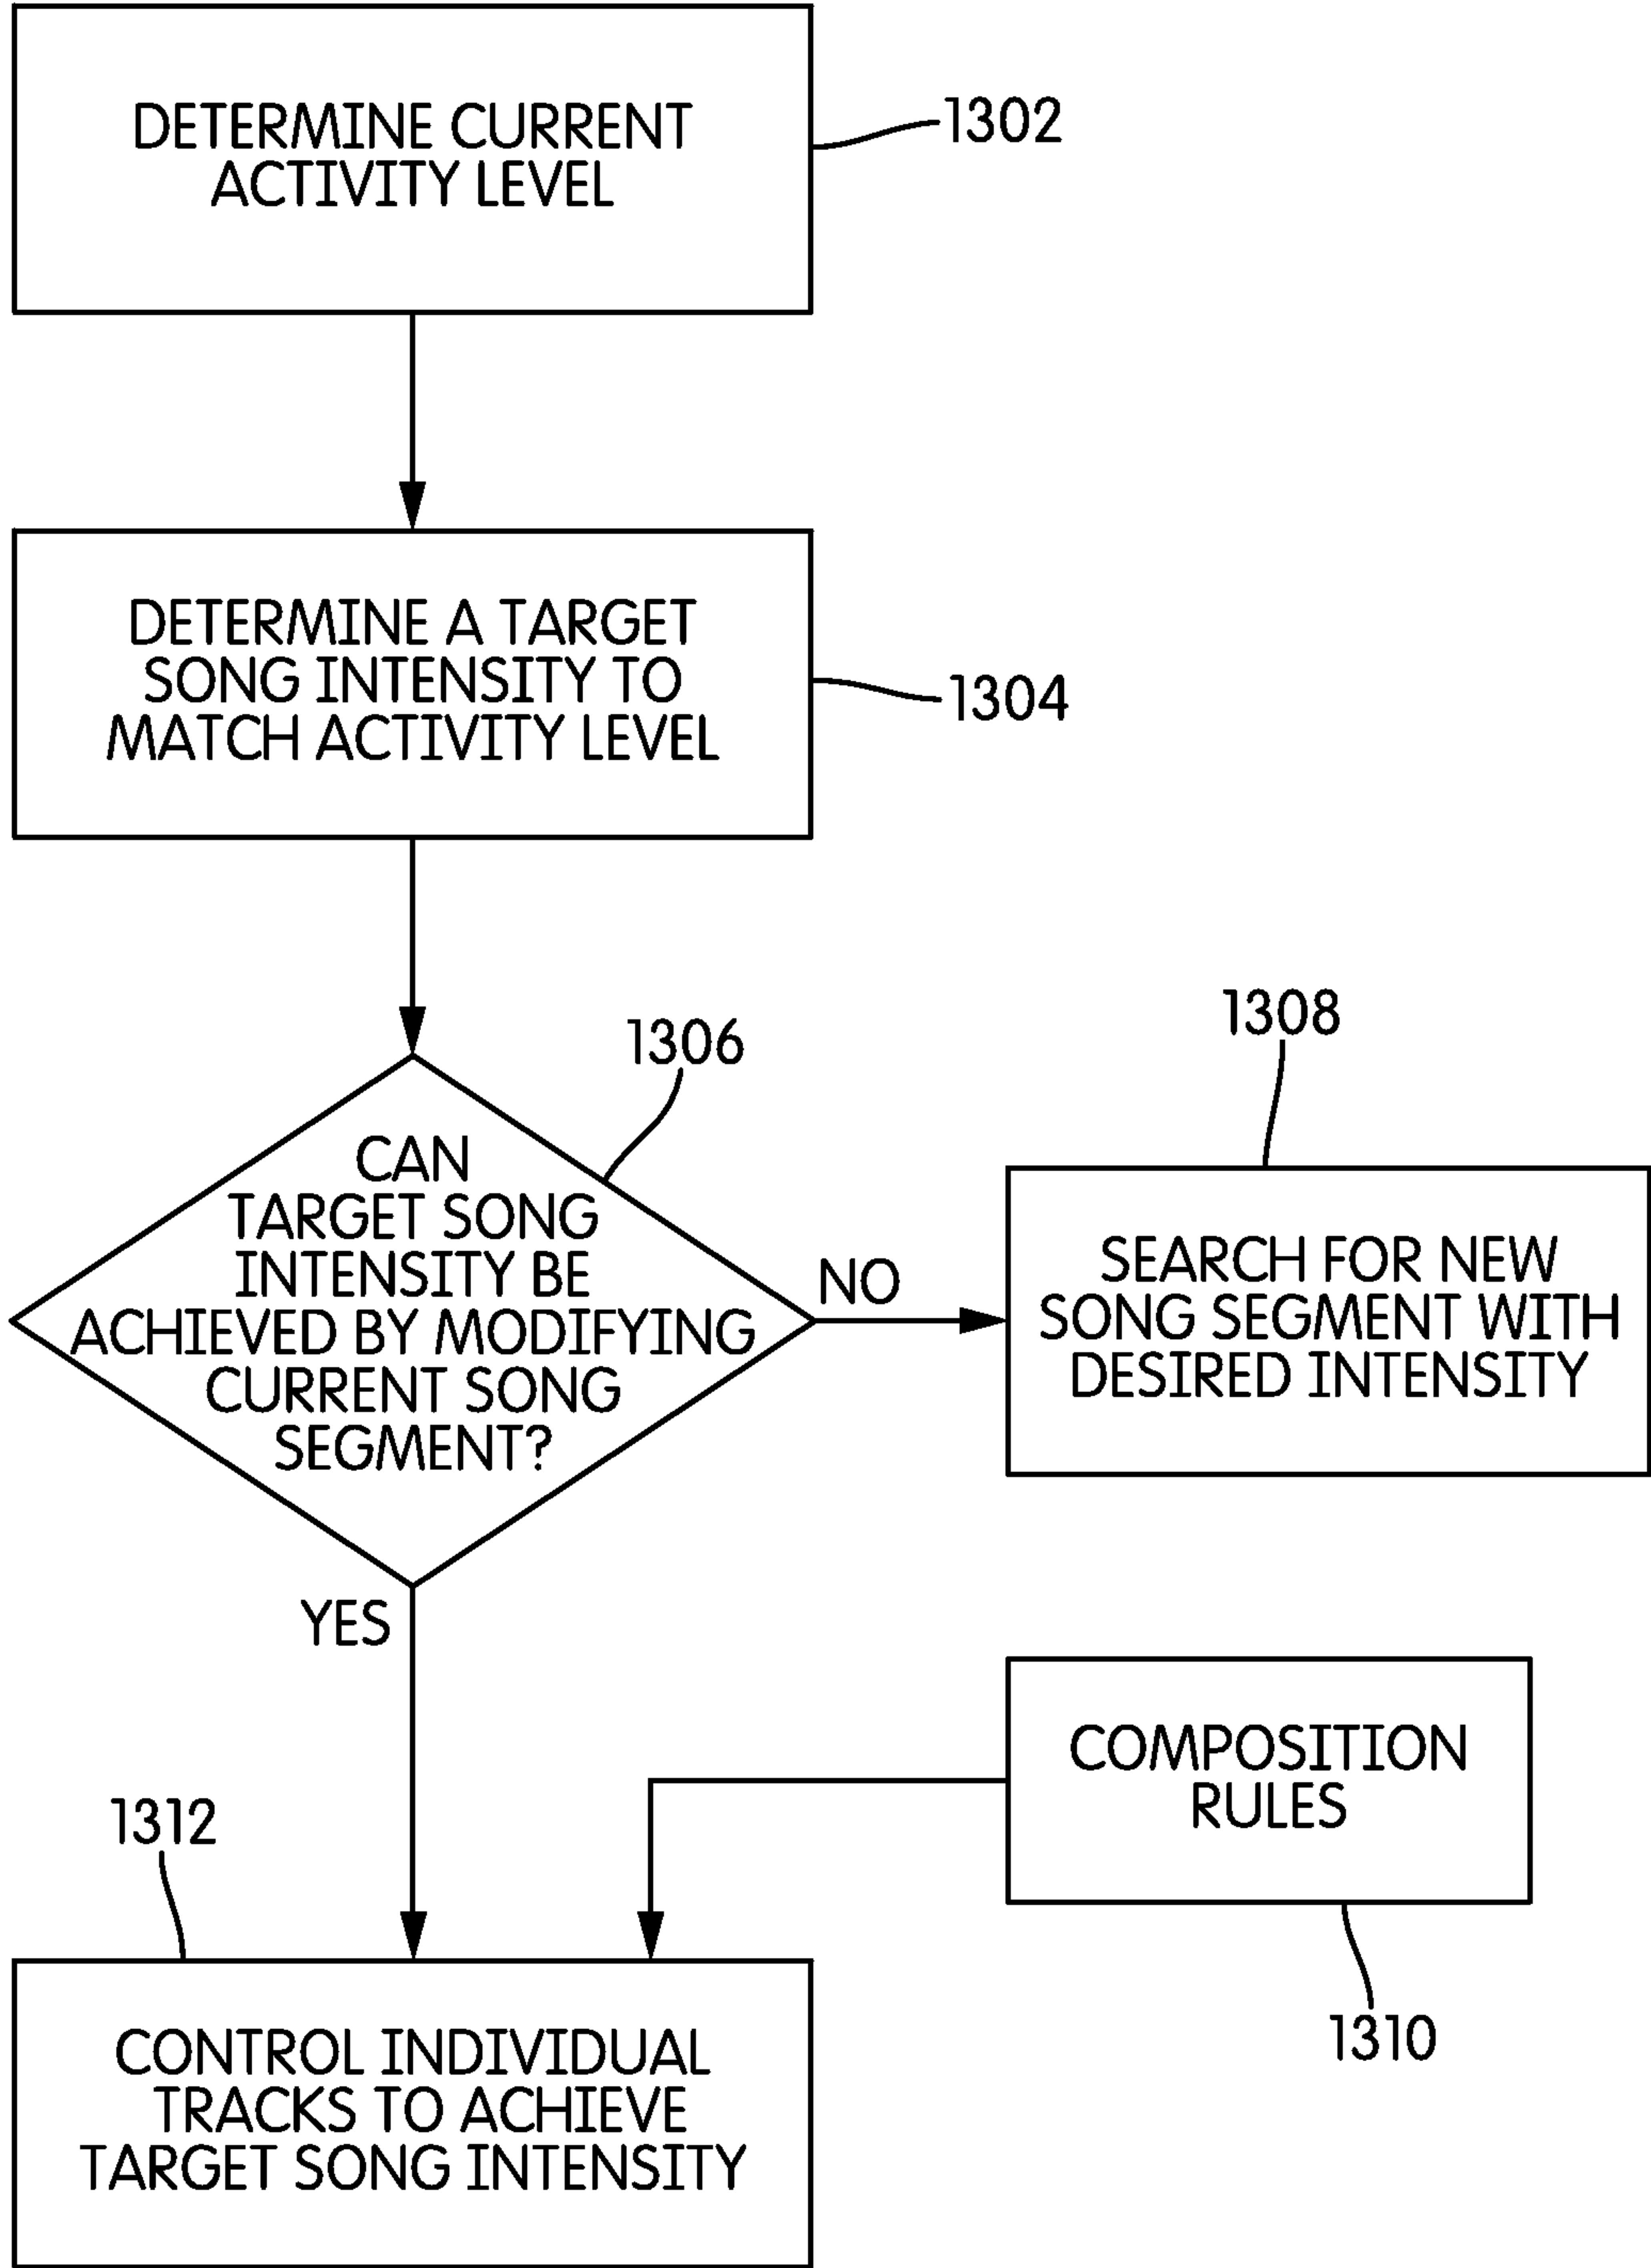 DETERMINE CURRENT
ACTIVITY LEVEL
1302
DETERMINE A TARGET
SONG INTENSITY TO
MATCH ACTIVITY LEVEL
1304
1306
CAN
TARGET SONG
INTENSITY BE
ACHIEVED BY MODIFYING
CURRENT SONG
SEGMENT?
NO
YES
1308
SEARCH FOR NEW
SONG SEGMENT WITH
DESIRED INTENSITY
COMPOSITION
RULES
1310
1312
CONTROL INDIVIDUAL
TRACKS TO ACHIEVE
TARGET SONG INTENSITY